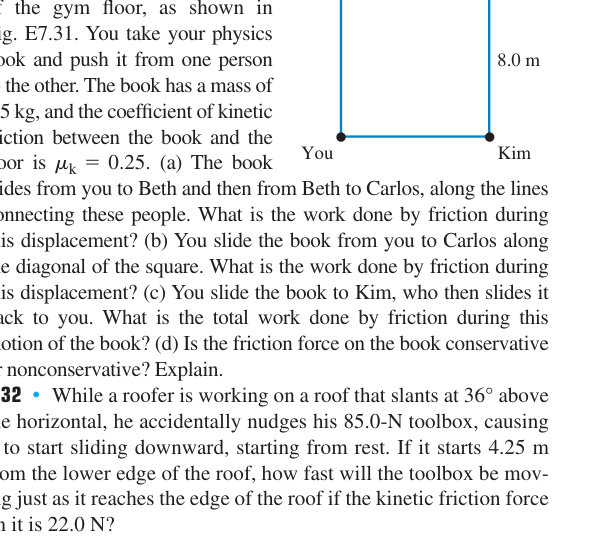 f the gym floor, as shown in
ig. E7.31. You take your physics
ook and push it from one person
the other. The book has a mass of
5 kg, and the coefficient of kinetic
iction between the book and the
oor is μk = 0.25. (a) The book
8.0 m
You
Kim
ides from you to Beth and then from Beth to Carlos, along the lines
onnecting these people. What is the work done by friction during
is displacement? (b) You slide the book from you to Carlos along
e diagonal of the square. What is the work done by friction during
is displacement? (c) You slide the book to Kim, who then slides it
ack to you. What is the total work done by friction during this
otion of the book? (d) Is the friction force on the book conservative
r nonconservative? Explain.
32 • While a roofer is working on a roof that slants at 36° above
e horizontal, he accidentally nudges his 85.0-N toolbox, causing
to start sliding downward, starting from rest. If it starts 4.25 m
om the lower edge of the roof, how fast will the toolbox be mov-
g just as it reaches the edge of the roof if the kinetic friction force
n it is 22.0 N?